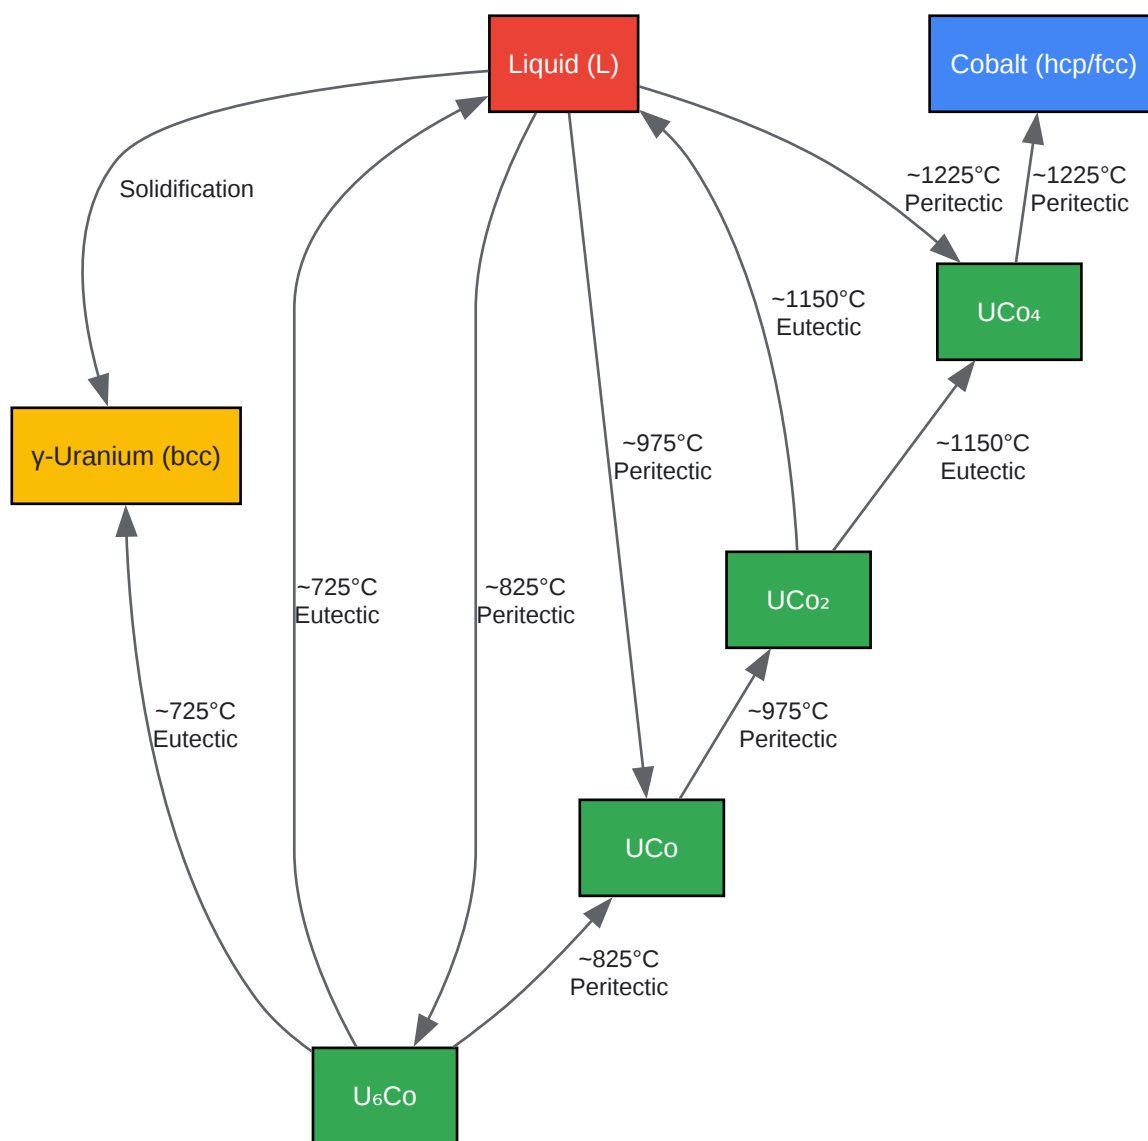 Liquid (L)
Cobalt (hcp/fcc)
Solidification
~1225°C
Peritectic
~1225°C
Peritectic
~1150°C
Eutectic
UCo₄
γ-Uranium (bcc)
~975°C
Peritectic
~1150°C
Eutectic
~725°C
Eutectic
~825°C
Peritectic
UCo₂
~725°C
Eutectic
~975°C
Peritectic
UCo
~825°C
Peritectic
U₆Co